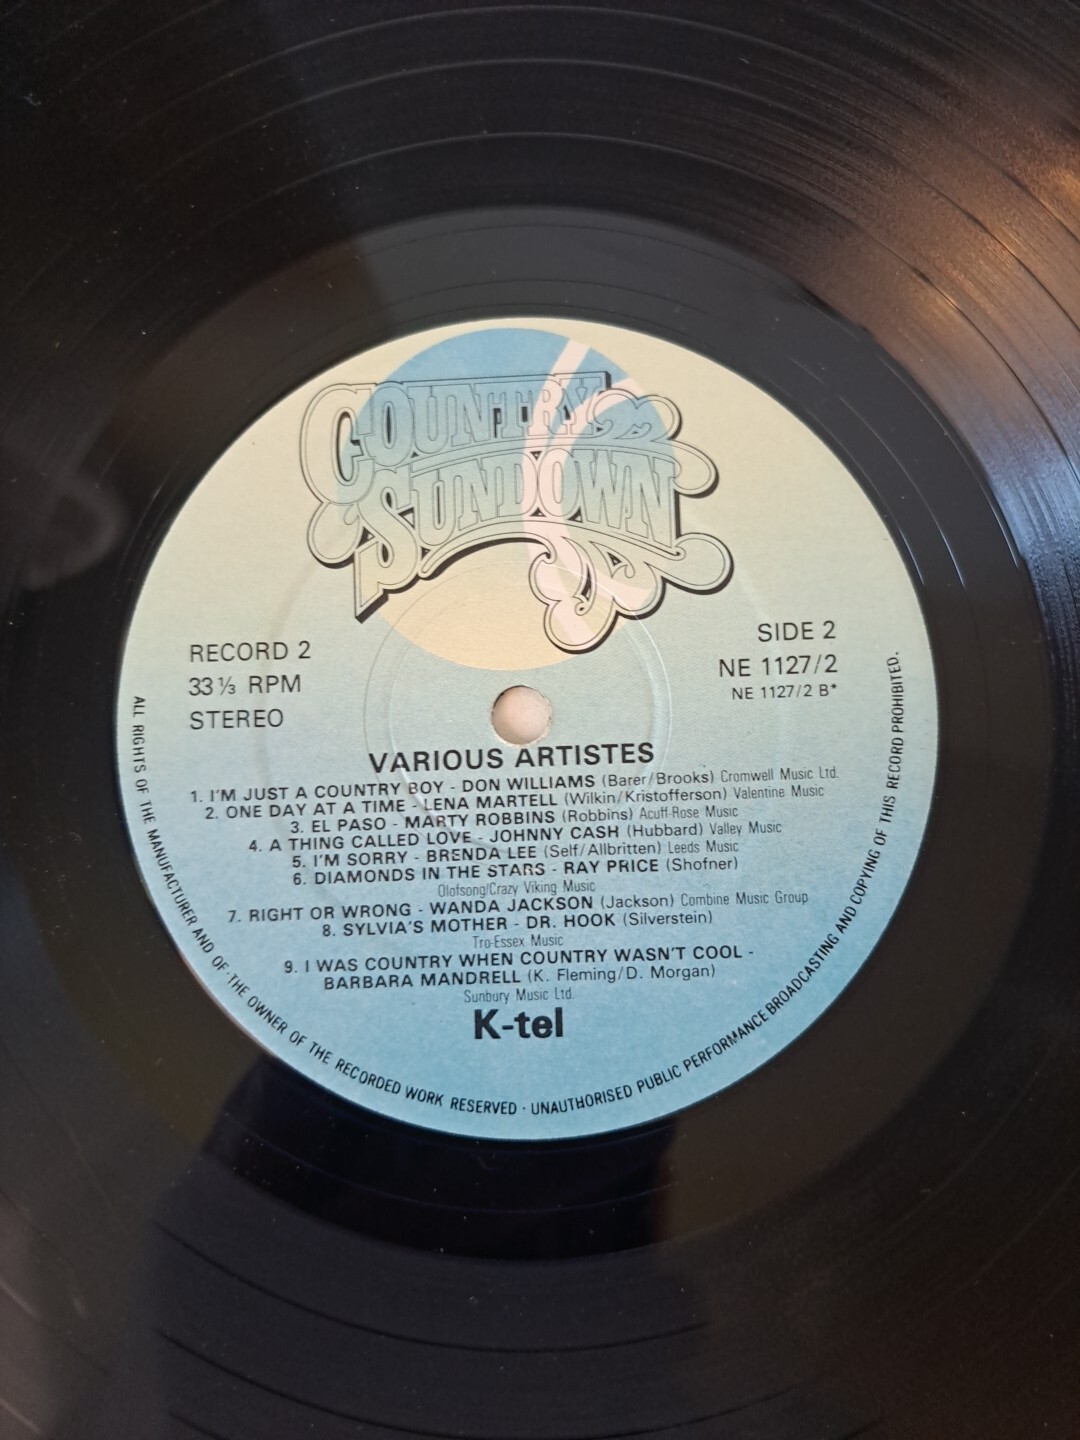 COUNTRY
SUNDOWN
RECORD 2
33⅓ RPM
STEREO
SIDE 2
NE 1127/2
NE 1127/2 B*
VARIOUS ARTISTES
1. I'M JUST A COUNTRY BOY - DON WILLIAMS (Barer/Brooks) Cromwell Music Ltd.
2. ONE DAY AT A TIME - LENA MARTELL (Wilkin/Kristofferson) Valentine Music
3. EL PASO - MARTY ROBBINS (Robbins) Acuff-Rose Music
4. A THING CALLED LOVE - JOHNNY CASH (Hubbard) Valley Music
5. I'M SORRY - BRENDA LEE (Self/Allbritten) Leeds Music
6. DIAMONDS IN THE STARS - RAY PRICE (Shofner)
Olofsong/Crazy Viking Music
7. RIGHT OR WRONG - WANDA JACKSON (Jackson) Combine Music Group
8. SYLVIA'S MOTHER - DR. HOOK (Silverstein)
Tro-Essex Music
9. I WAS COUNTRY WHEN COUNTRY WASN'T COOL -
BARBARA MANDRELL (K. Fleming/D. Morgan)
Sunbury Music Ltd.
K-tel
ALL RIGHTS OF THE MANUFACTURER AND OF THE OWNER OF THE RECORDED WORK RESERVED · UNAUTHORISED PUBLIC PERFORMANCE BROADCASTING AND COPYING OF THIS RECORD PROHIBITED.